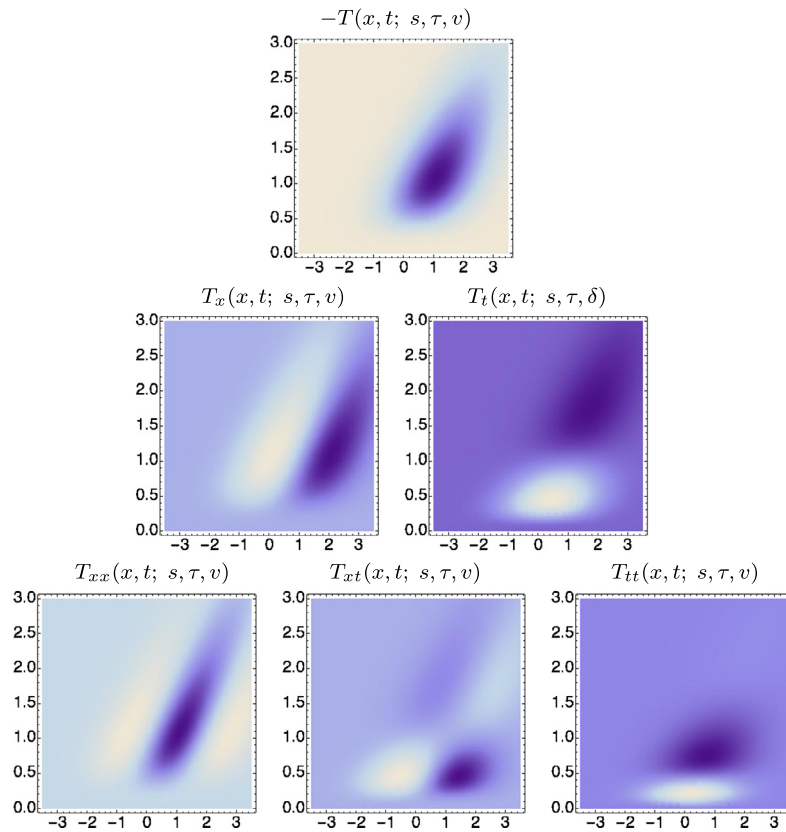 −T(x, t; s, τ, v)
3.0
2.5
2.0
1.5
1.0
0.5
0.0
−3 −2 −1 0 1 2 3
T_x(x, t; s, τ, v) T_t(x, t; s, τ, δ)
3.0 3.0
2.5 2.5
2.0 2.0
1.5 1.5
1.0 1.0
0.5 0.5
0.0 0.0
−3 −2 −1 0 1 2 3 −3 −2 −1 0 1 2 3
T_xx(x, t; s, τ, v) T_xt(x, t; s, τ, v) T_tt(x, t; s, τ, v)
3.0 3.0 3.0
2.5 2.5 2.5
2.0 2.0 2.0
1.5 1.5 1.5
1.0 1.0 1.0
0.5 0.5 0.5
0.0 0.0 0.0
−3 −2 −1 0 1 2 3 −3 −2 −1 0 1 2 3 −3 −2 −1 0 1 2 3